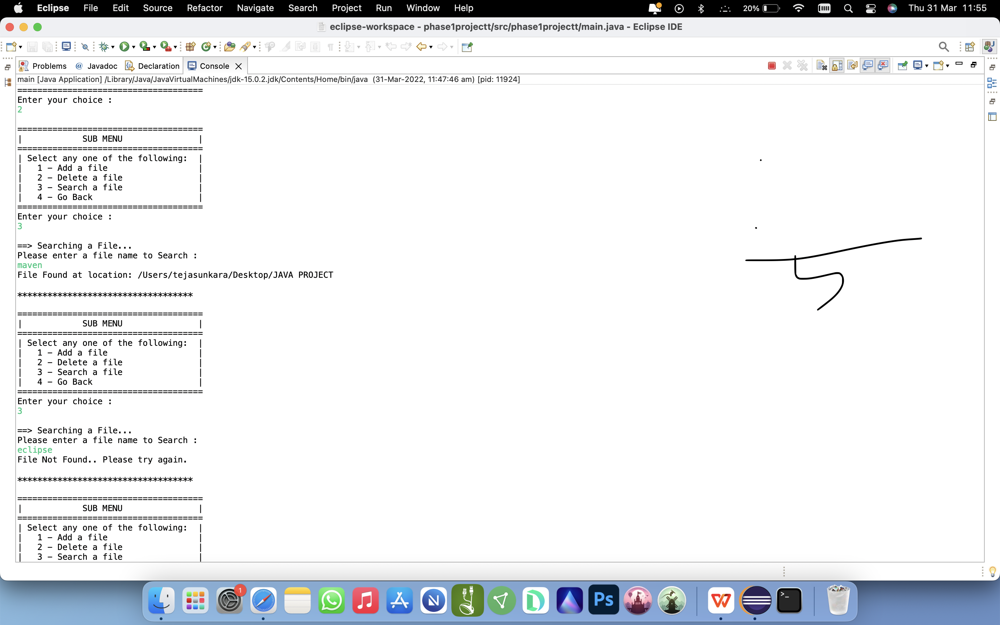 Eclipse File Edit Source Refactor Navigate Search Project Run Window Help 20% Thu 31 Mar 11:55
eclipse-workspace - phase1projectt/src/phase1projectt/main.java - Eclipse IDE
Problems @ Javadoc Declaration Console
main [Java Application] /Library/Java/JavaVirtualMachines/jdk-15.0.2.jdk/Contents/Home/bin/java (31-Mar-2022, 11:47:46 am) [pid: 11924]
=====================================
Enter your choice :
2
=====================================
| SUB MENU |
=====================================
| Select any one of the following: |
| 1 - Add a file |
| 2 - Delete a file |
| 3 - Search a file |
| 4 - Go Back |
=====================================
Enter your choice :
3
==> Searching a File...
Please enter a file name to Search :
maven
File Found at location: /Users/tejasunkara/Desktop/JAVA PROJECT
***********************************
=====================================
| SUB MENU |
=====================================
| Select any one of the following: |
| 1 - Add a file |
| 2 - Delete a file |
| 3 - Search a file |
| 4 - Go Back |
=====================================
Enter your choice :
3
==> Searching a File...
Please enter a file name to Search :
eclipse
File Not Found.. Please try again.
***********************************
=====================================
| SUB MENU |
=====================================
| Select any one of the following: |
| 1 - Add a file |
| 2 - Delete a file |
| 3 - Search a file |
1
N
Ps
W
>_